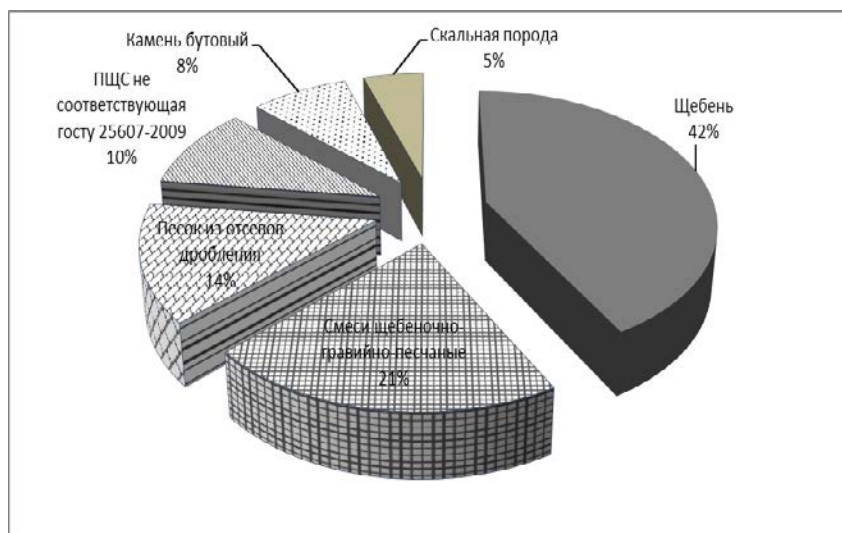 Камень бутовый
8%
Скальная порода
5%
ПЩС не
соответствующая
госту 25607-2009
10%
Щебень
42%
Песок из отсевов
дробления
14%
Смеси щебеночно-
гравийно-песчаные
21%